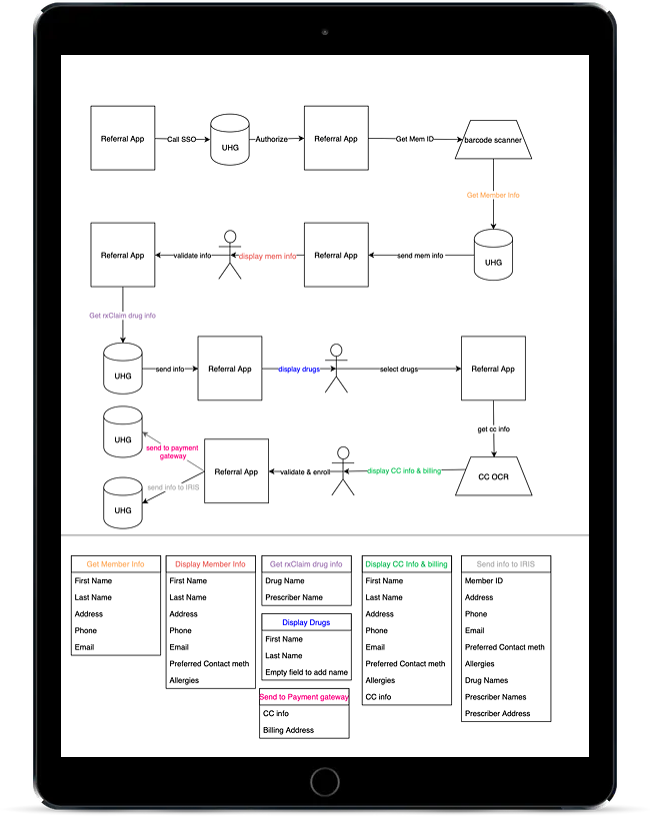 Referral App
Call SSO
UHG
Authorize
Referral App
Get Mem ID
barcode scanner
Get Member Info
Referral App
validate info
display mem info
Referral App
send mem info
UHG
Get rxClaim drug info
UHG
send info
Referral App
display drugs
select drugs
Referral App
get cc info
UHG
send to payment
gateway
send info to IRIS
UHG
Referral App
validate & enroll
display CC info & billing
CC OCR
Get Member Info
First Name
Last Name
Address
Phone
Email
Display Member Info
First Name
Last Name
Address
Phone
Email
Preferred Contact meth
Allergies
Get rxClaim drug info
Drug Name
Prescriber Name
Display Drugs
First Name
Last Name
Empty field to add name
Send to Payment gateway
CC info
Billing Address
Display CC Info & billing
First Name
Last Name
Address
Phone
Email
Preferred Contact meth
Allergies
CC info
Send info to IRIS
Member ID
Address
Phone
Email
Preferred Contact meth
Allergies
Drug Names
Prescriber Names
Prescriber Address